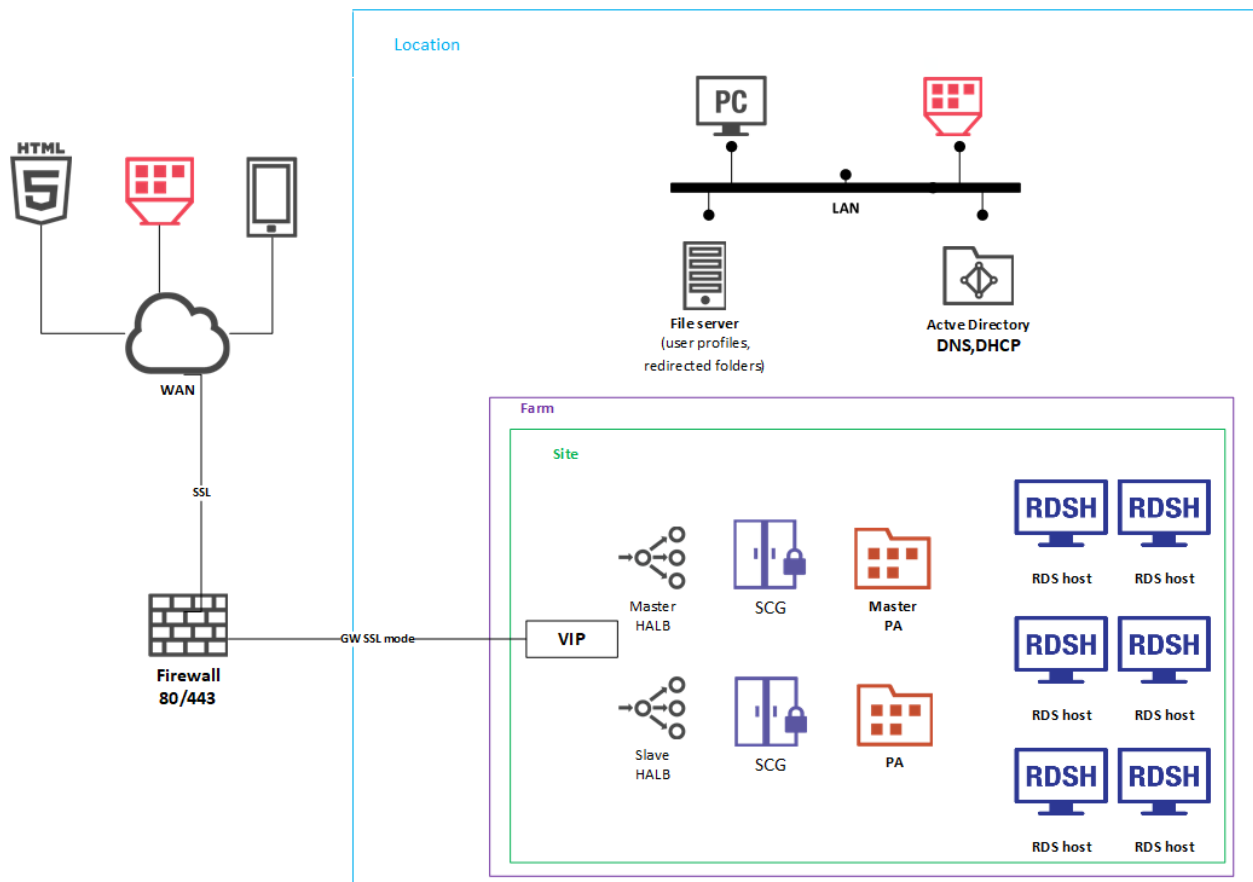 Location
PC
HTML
5
LAN
File server
(user profiles,
redirected folders)
Actve Directory
DNS,DHCP
WAN
SSL
Firewall
80/443
GW SSL mode
Farm
Site
VIP
Master
HALB
SCG
Master
PA
Slave
HALB
SCG
PA
RDSH
RDSH
RDS host
RDS host
RDSH
RDSH
RDS host
RDS host
RDSH
RDSH
RDS host
RDS host